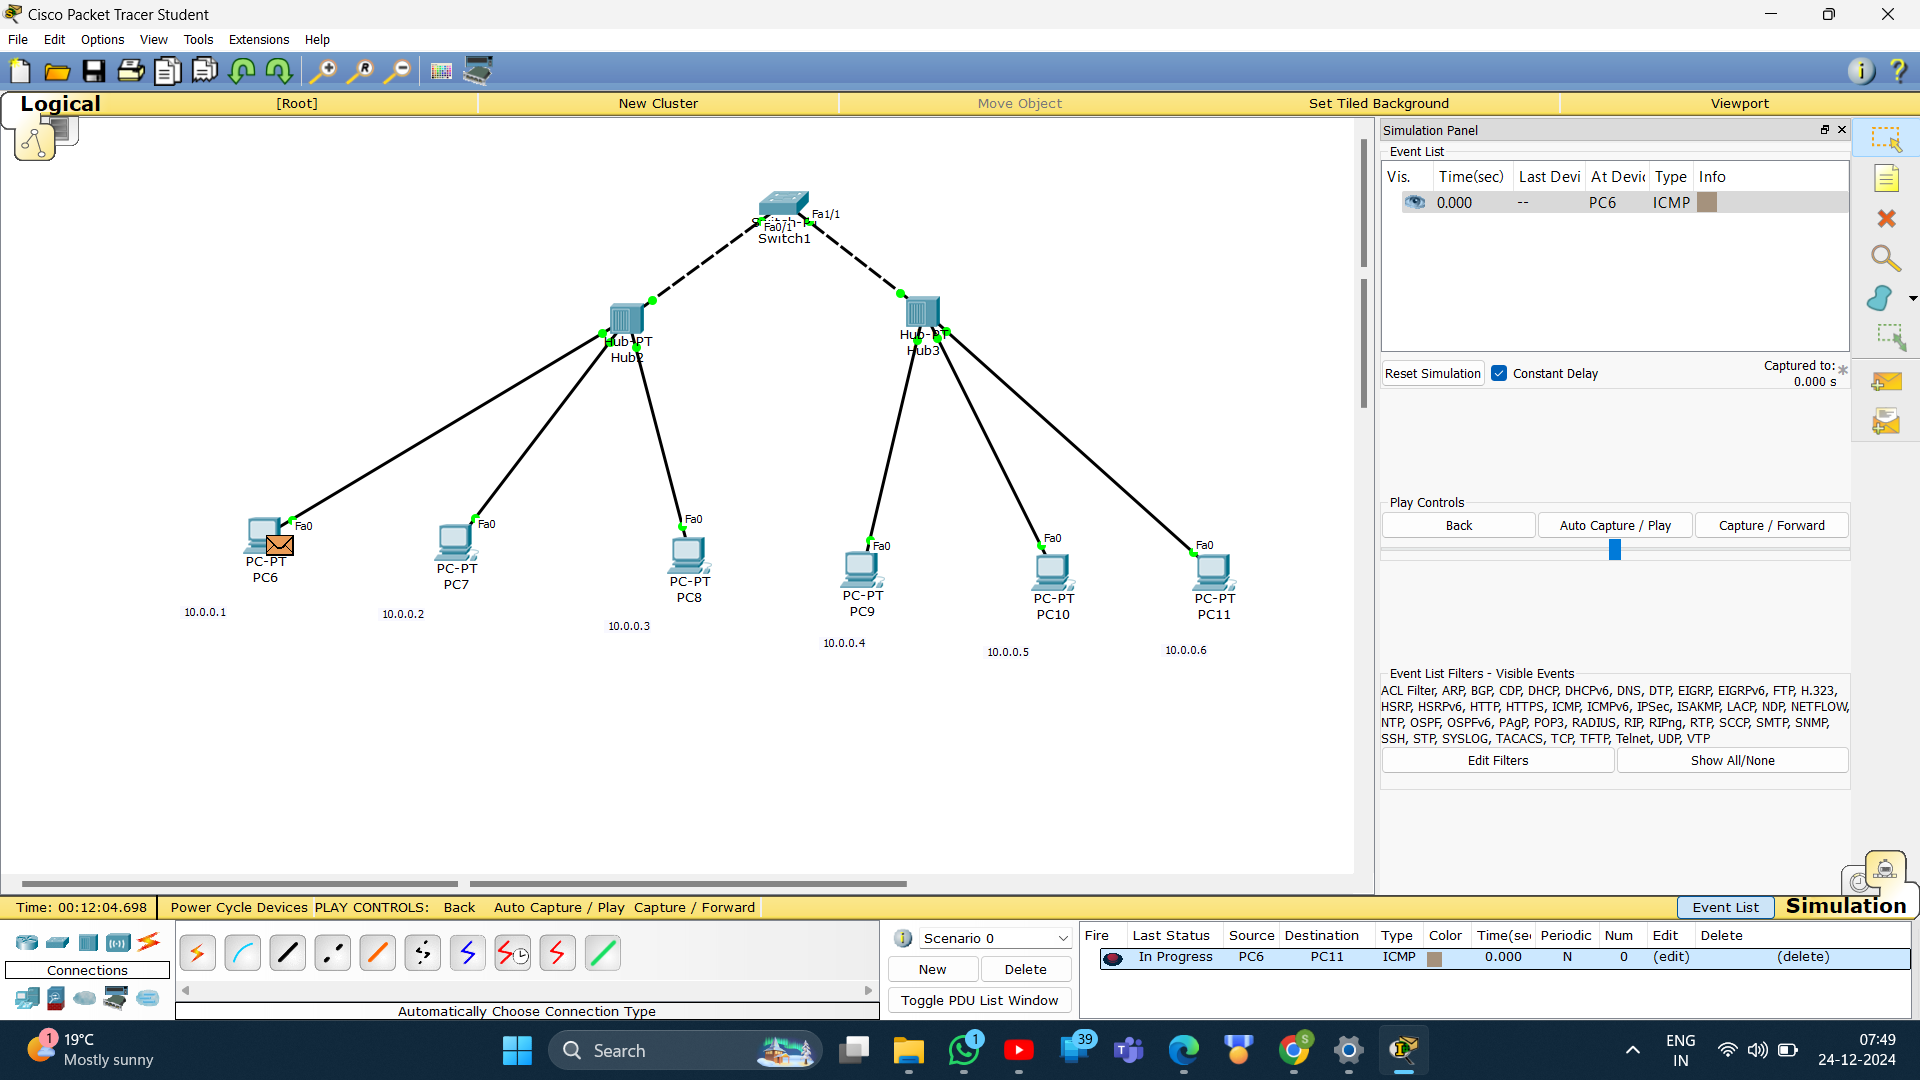 Cisco Packet Tracer Student
File Edit Options View Tools Extensions Help
Logical [Root] New Cluster Move Object Set Tiled Background Viewport
Simulation Panel
Event List
Vis. Time(sec) Last Devi At Devic Type Info
0.000 -- PC6 ICMP
Reset Simulation Constant Delay Captured to: * 0.000 s
Play Controls
Back Auto Capture / Play Capture / Forward
Event List Filters - Visible Events
ACL Filter, ARP, BGP, CDP, DHCP, DHCPv6, DNS, DTP, EIGRP, EIGRPv6, FTP, H.323,
HSRP, HSRPv6, HTTP, HTTPS, ICMP, ICMPv6, IPSec, ISAKMP, LACP, NDP, NETFLOW,
NTP, OSPF, OSPFv6, PAgP, POP3, RADIUS, RIP, RIPng, RTP, SCCP, SMTP, SNMP,
SSH, STP, SYSLOG, TACACS, TCP, TFTP, Telnet, UDP, VTP
Edit Filters Show All/None
Fa1/1
Fa0/1
Switch1
Hub-PT
Hub2
Hub-PT
Hub3
Fa0
PC-PT
PC6
10.0.0.1
Fa0
PC-PT
PC7
10.0.0.2
Fa0
PC-PT
PC8
10.0.0.3
Fa0
PC-PT
PC9
10.0.0.4
Fa0
PC-PT
PC10
10.0.0.5
Fa0
PC-PT
PC11
10.0.0.6
Time: 00:12:04.698 Power Cycle Devices PLAY CONTROLS: Back Auto Capture / Play Capture / Forward Event List Simulation
Connections
Automatically Choose Connection Type
Scenario 0
New Delete
Toggle PDU List Window
Fire Last Status Source Destination Type Color Time(sec Periodic Num Edit Delete
In Progress PC6 PC11 ICMP 0.000 N 0 (edit) (delete)
1 19°C
Mostly sunny
Search
1
39
S
ENG
IN
07:49
24-12-2024